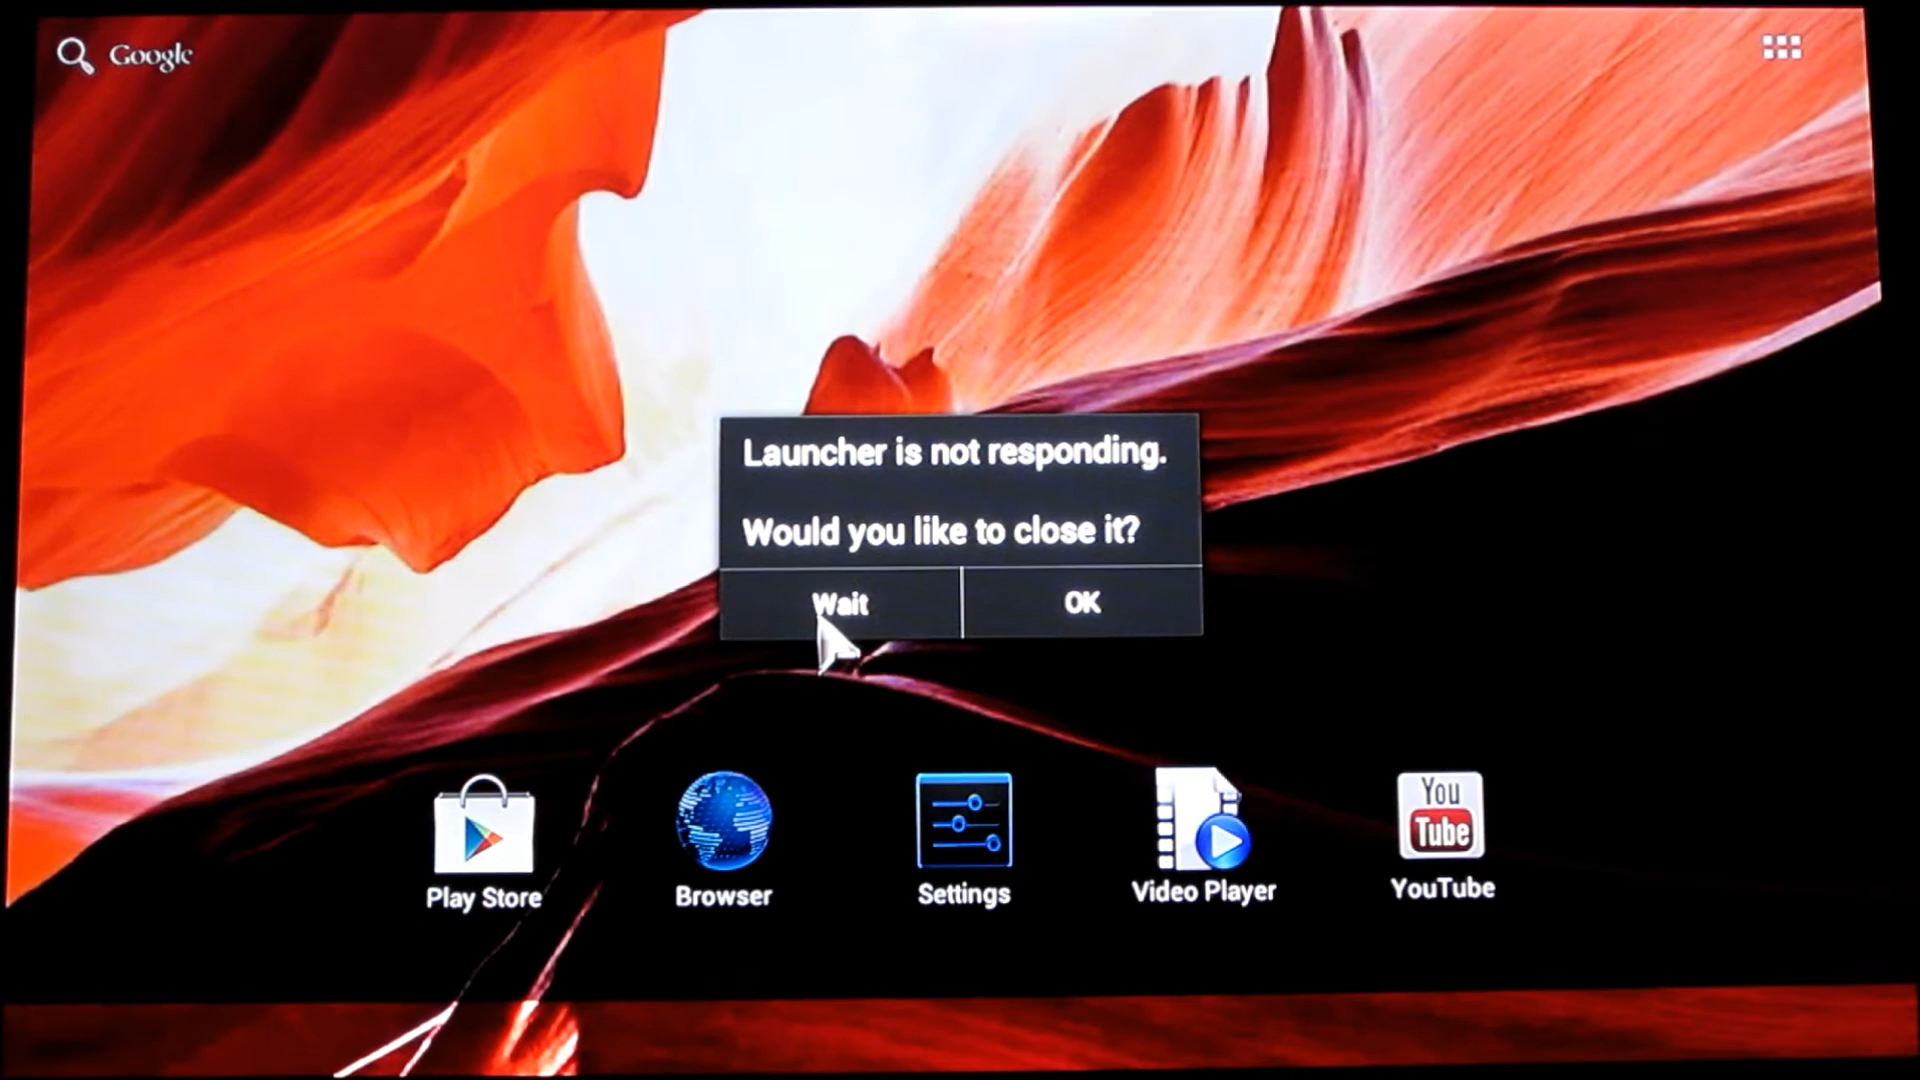 Google
Launcher is not responding.
Would you like to close it?
Wait
OK
Play Store
Browser
Settings
Video Player
You
Tube
YouTube